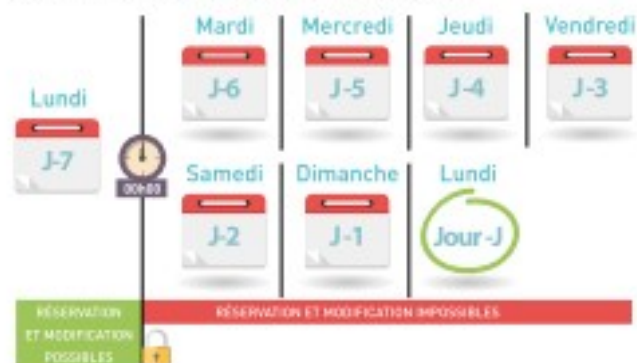 Mardi Mercredi Jeudi Vendredi
J-6 J-5 J-4 J-3
Lundi
J-7
00h00
Samedi Dimanche Lundi
J-2 J-1 Jour-J
RÉSERVATION
ET MODIFICATION
POSSIBLES
RÉSERVATION ET MODIFICATION IMPOSSIBLES